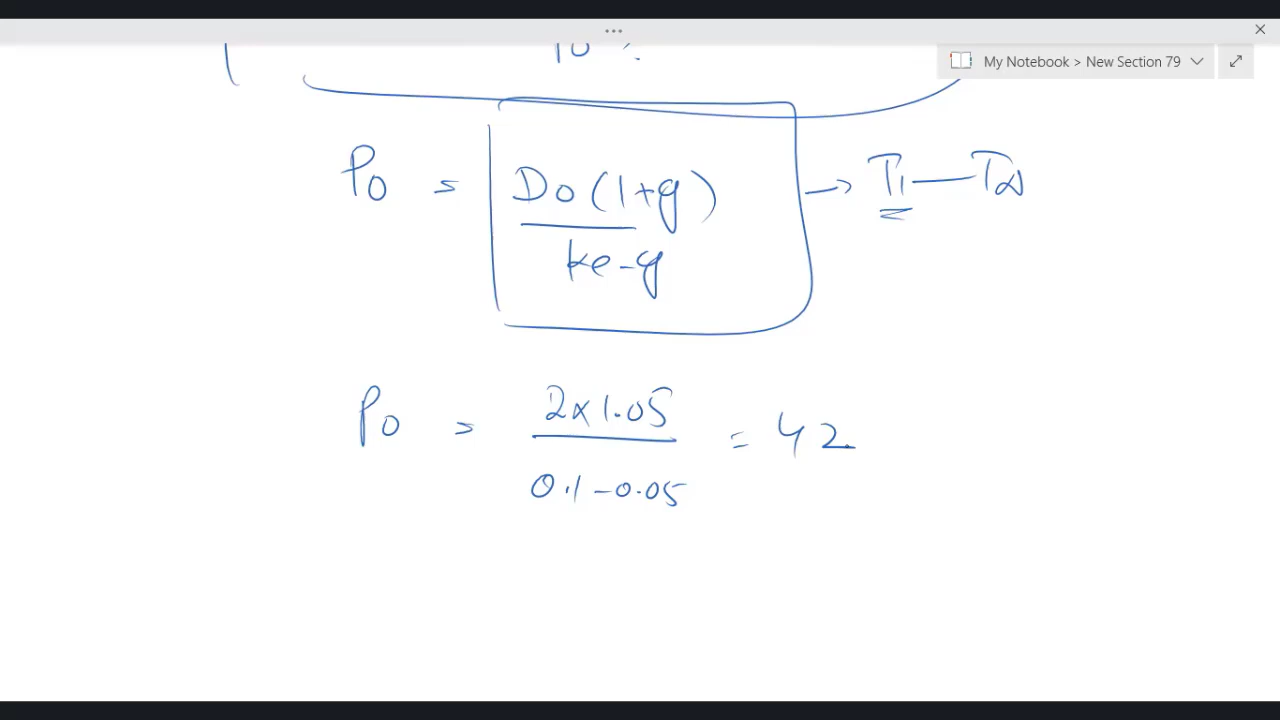 My Notebook > New Section 79
P0 = D0(1+g) → T1 — T∞
ke-g
P0 = 2×1.05 = 42
0.1-0.05